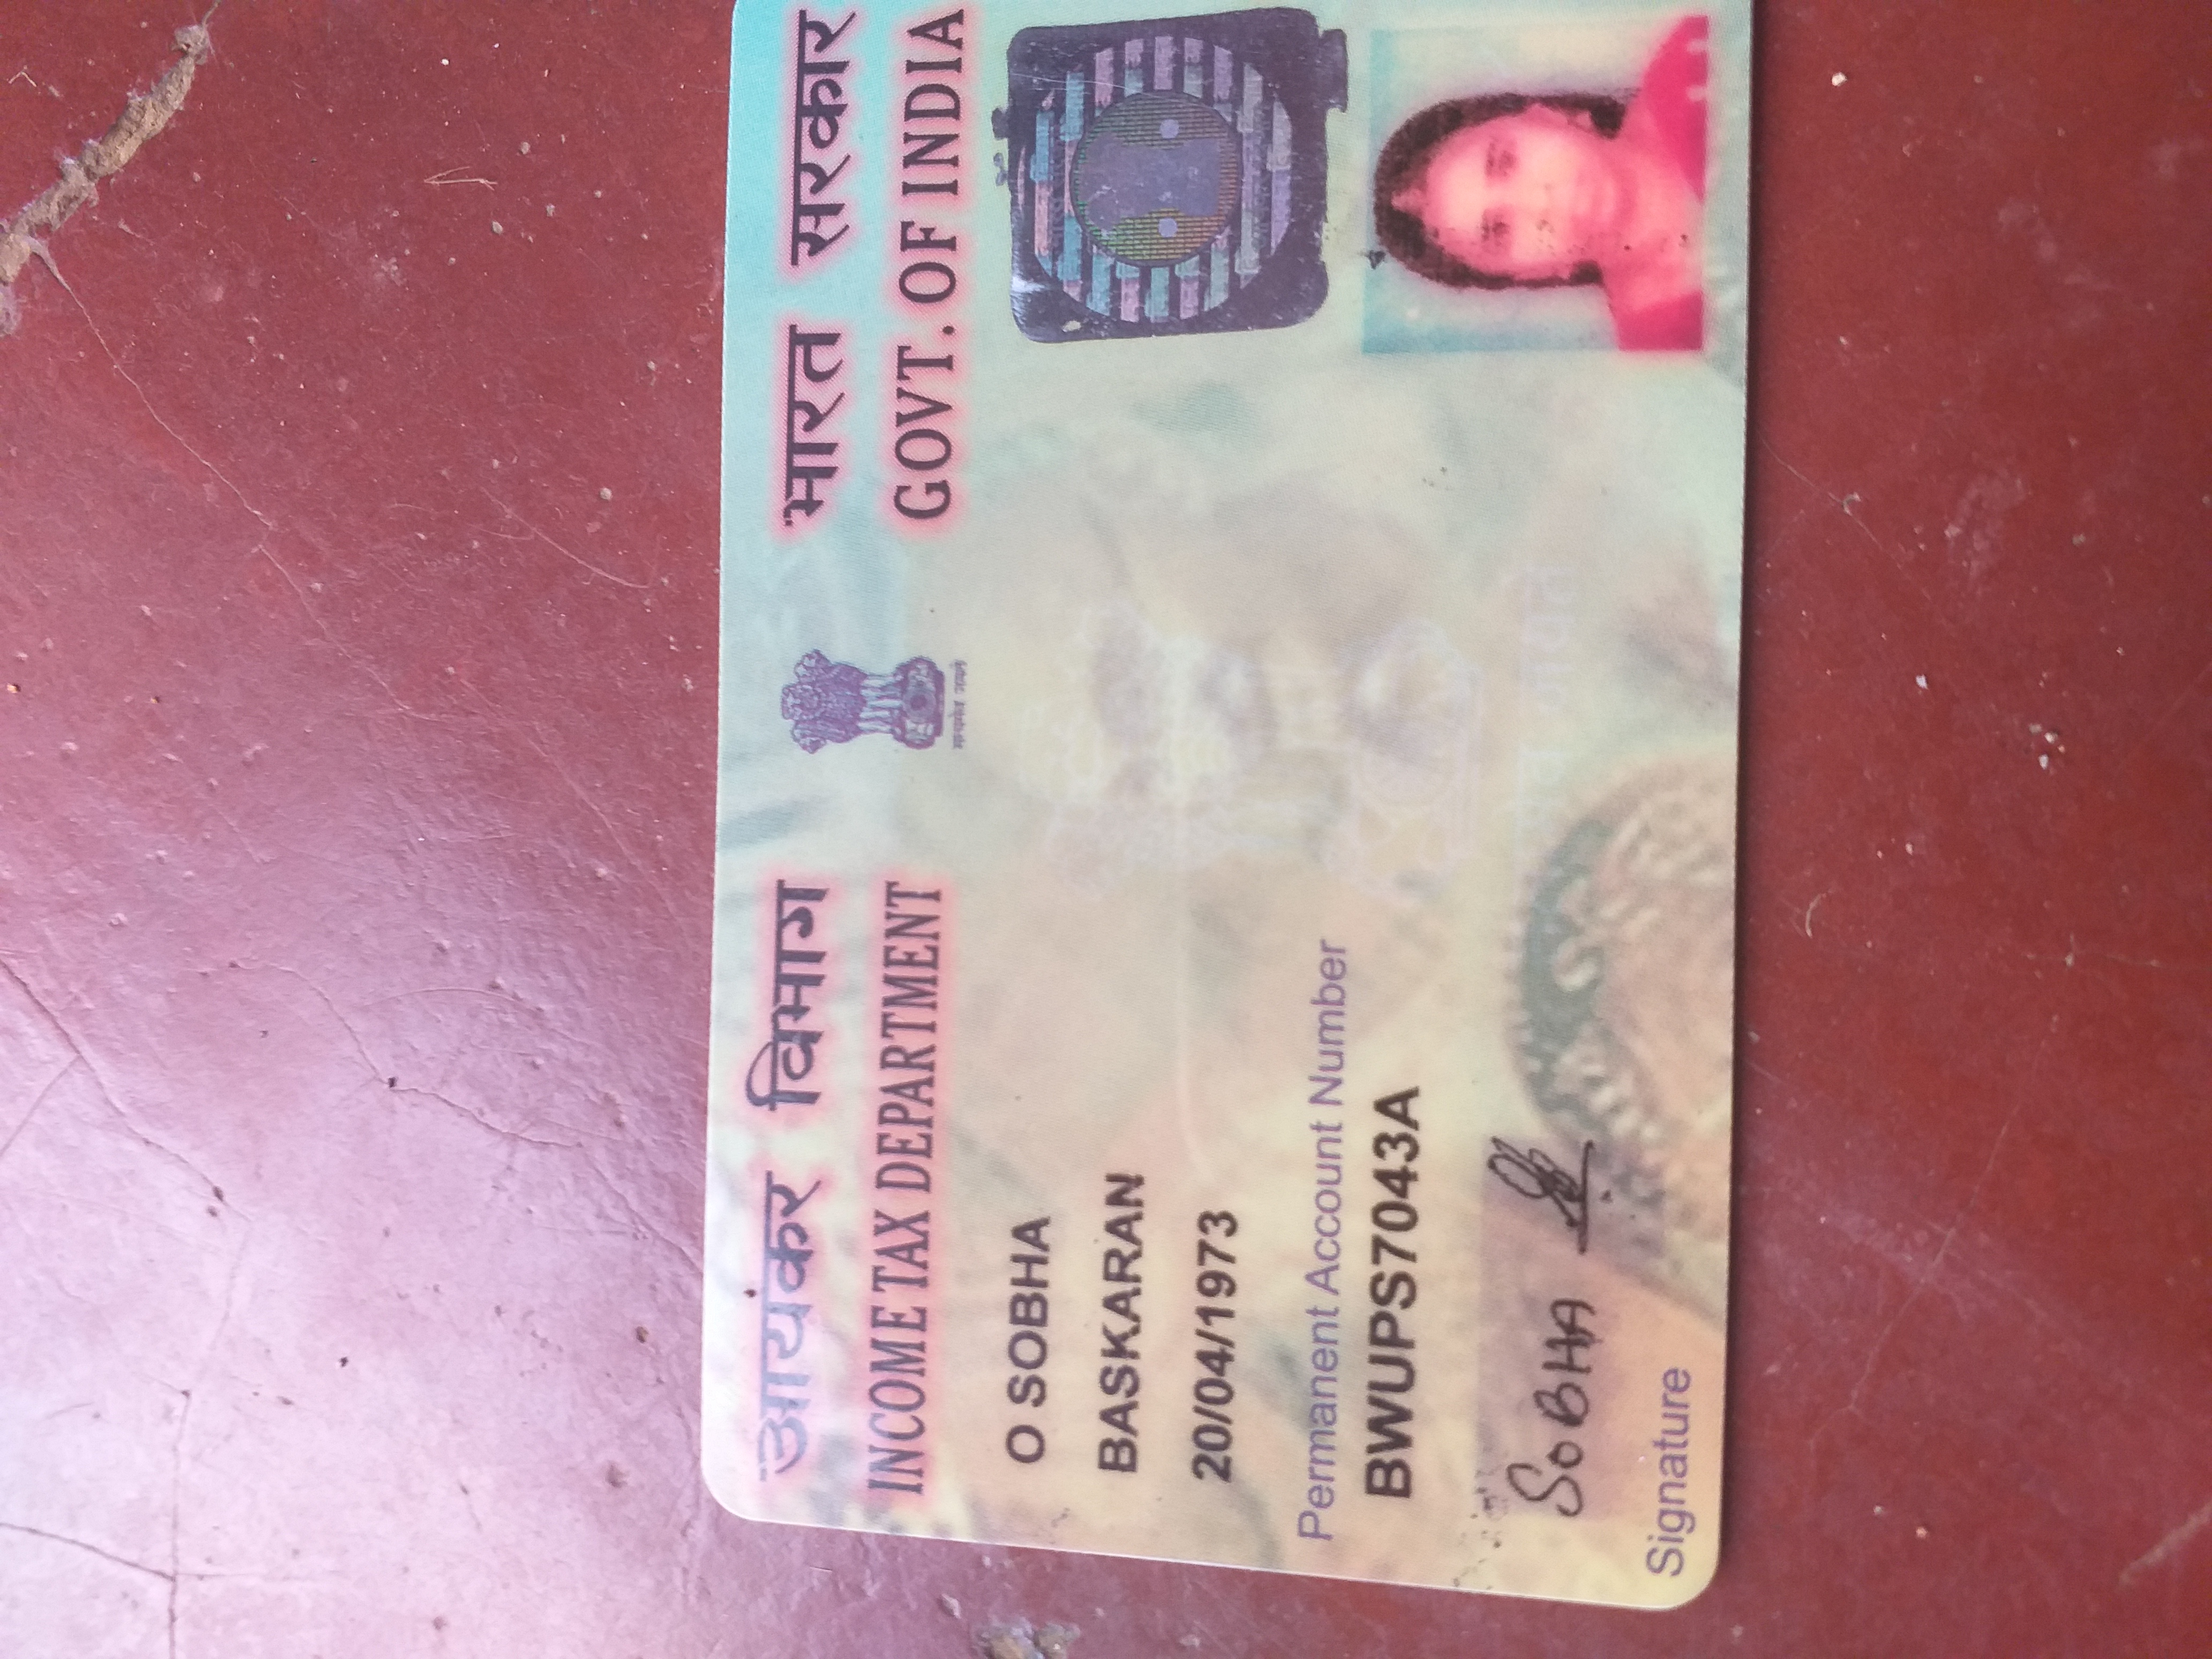 आयकर विभाग
INCOME TAX DEPARTMENT
सत्यमेव जयते
भारत सरकार
GOVT. OF INDIA
O SOBHA
BASKARAN
20/04/1973
Permanent Account Number
BWUPS7043A
SOBHA
Signature